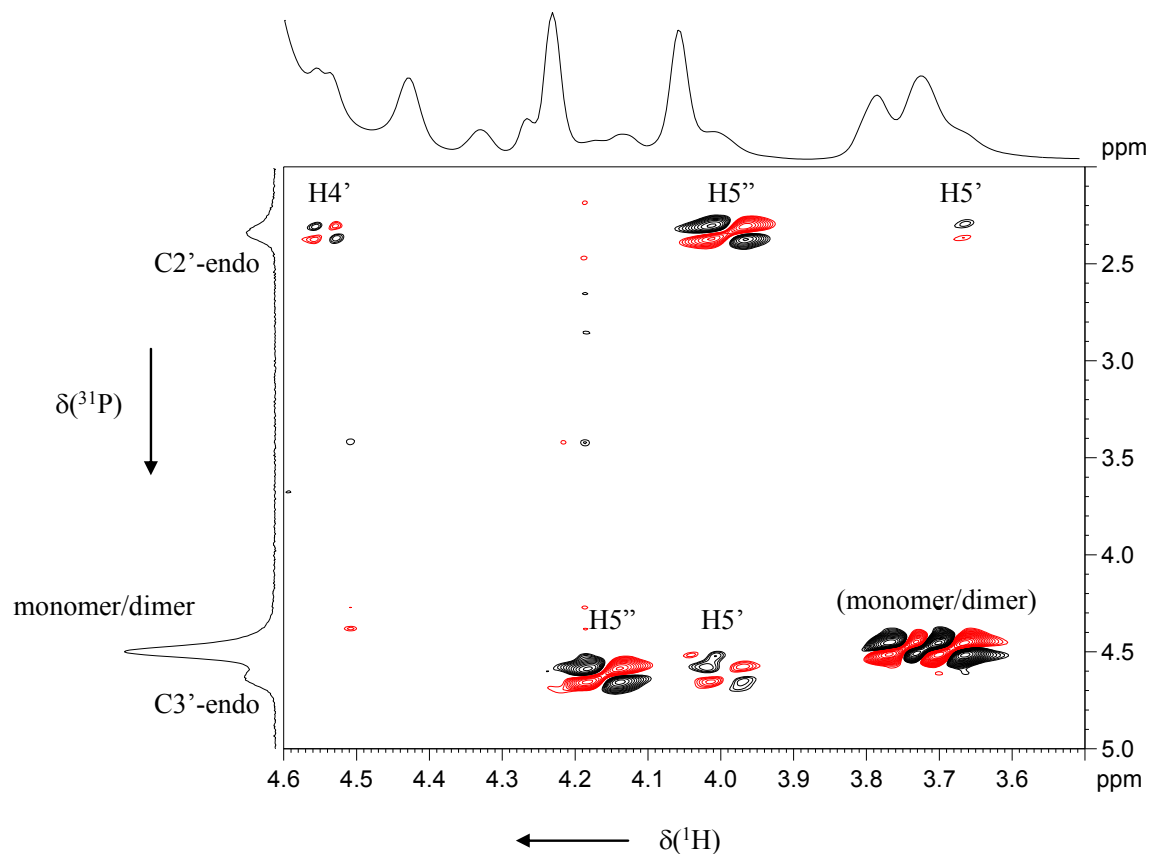 ppm
H4’ H5” H5’
C2’-endo
2.5
3.0
δ(³¹P)
3.5
4.0
monomer/dimer
(monomer/dimer)
H5” H5’
4.5
C3’-endo
5.0
4.6 4.5 4.4 4.3 4.2 4.1 4.0 3.9 3.8 3.7 3.6 ppm
δ(¹H)